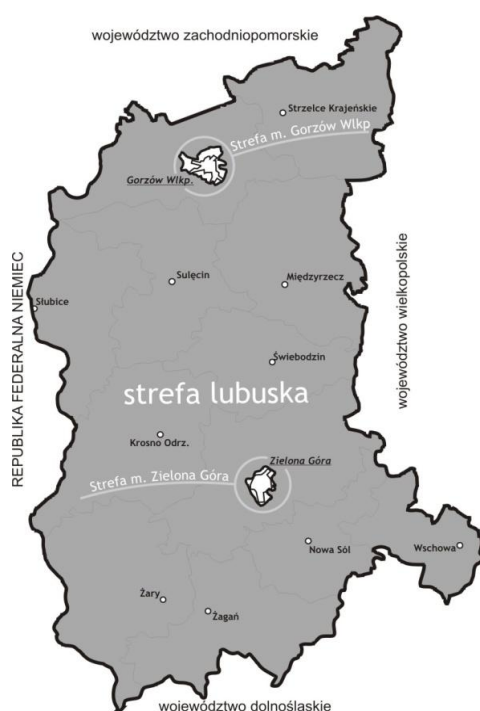 województwo zachodniopomorskie
Strzelce Krajeńskie
Strefa m. Gorzów Wlkp
Gorzów Wlkp.
REPUBLIKA FEDERALNA NIEMIEC
województwo wielkopolskie
Sulęcin
Międzyrzecz
Słubice
Świebodzin
strefa lubuska
Krosno Odrz.
Zielona Góra
Strefa m. Zielona Góra
Nowa Sól
Wschowa
Żary
Żagań
województwo dolnośląskie